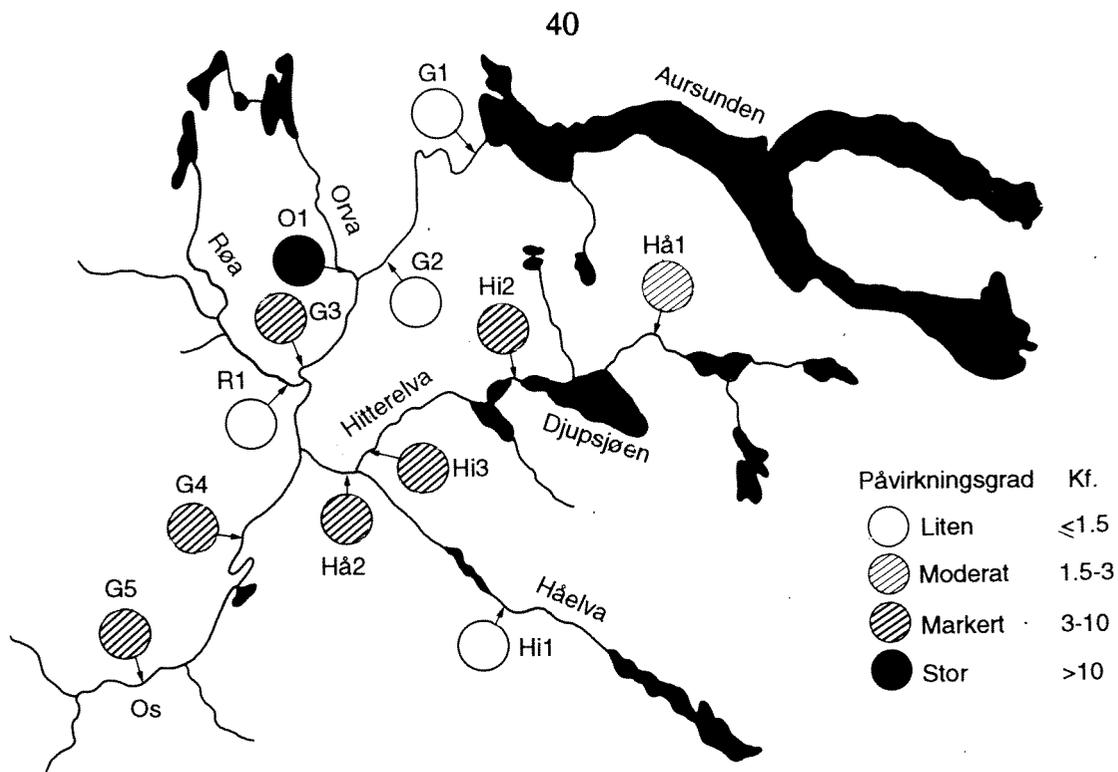 40
G1
Aursunden
Orva
O1
Røa
G2
Hå1
Hi2
G3
R1
Hitterelva
Djupsjøen
G4
Hi3
Hå2
G5
Håelva
Hi1
Os
Påvirkningsgrad Kf.
Liten ≤1.5
Moderat 1.5-3
Markert 3-10
Stor >10